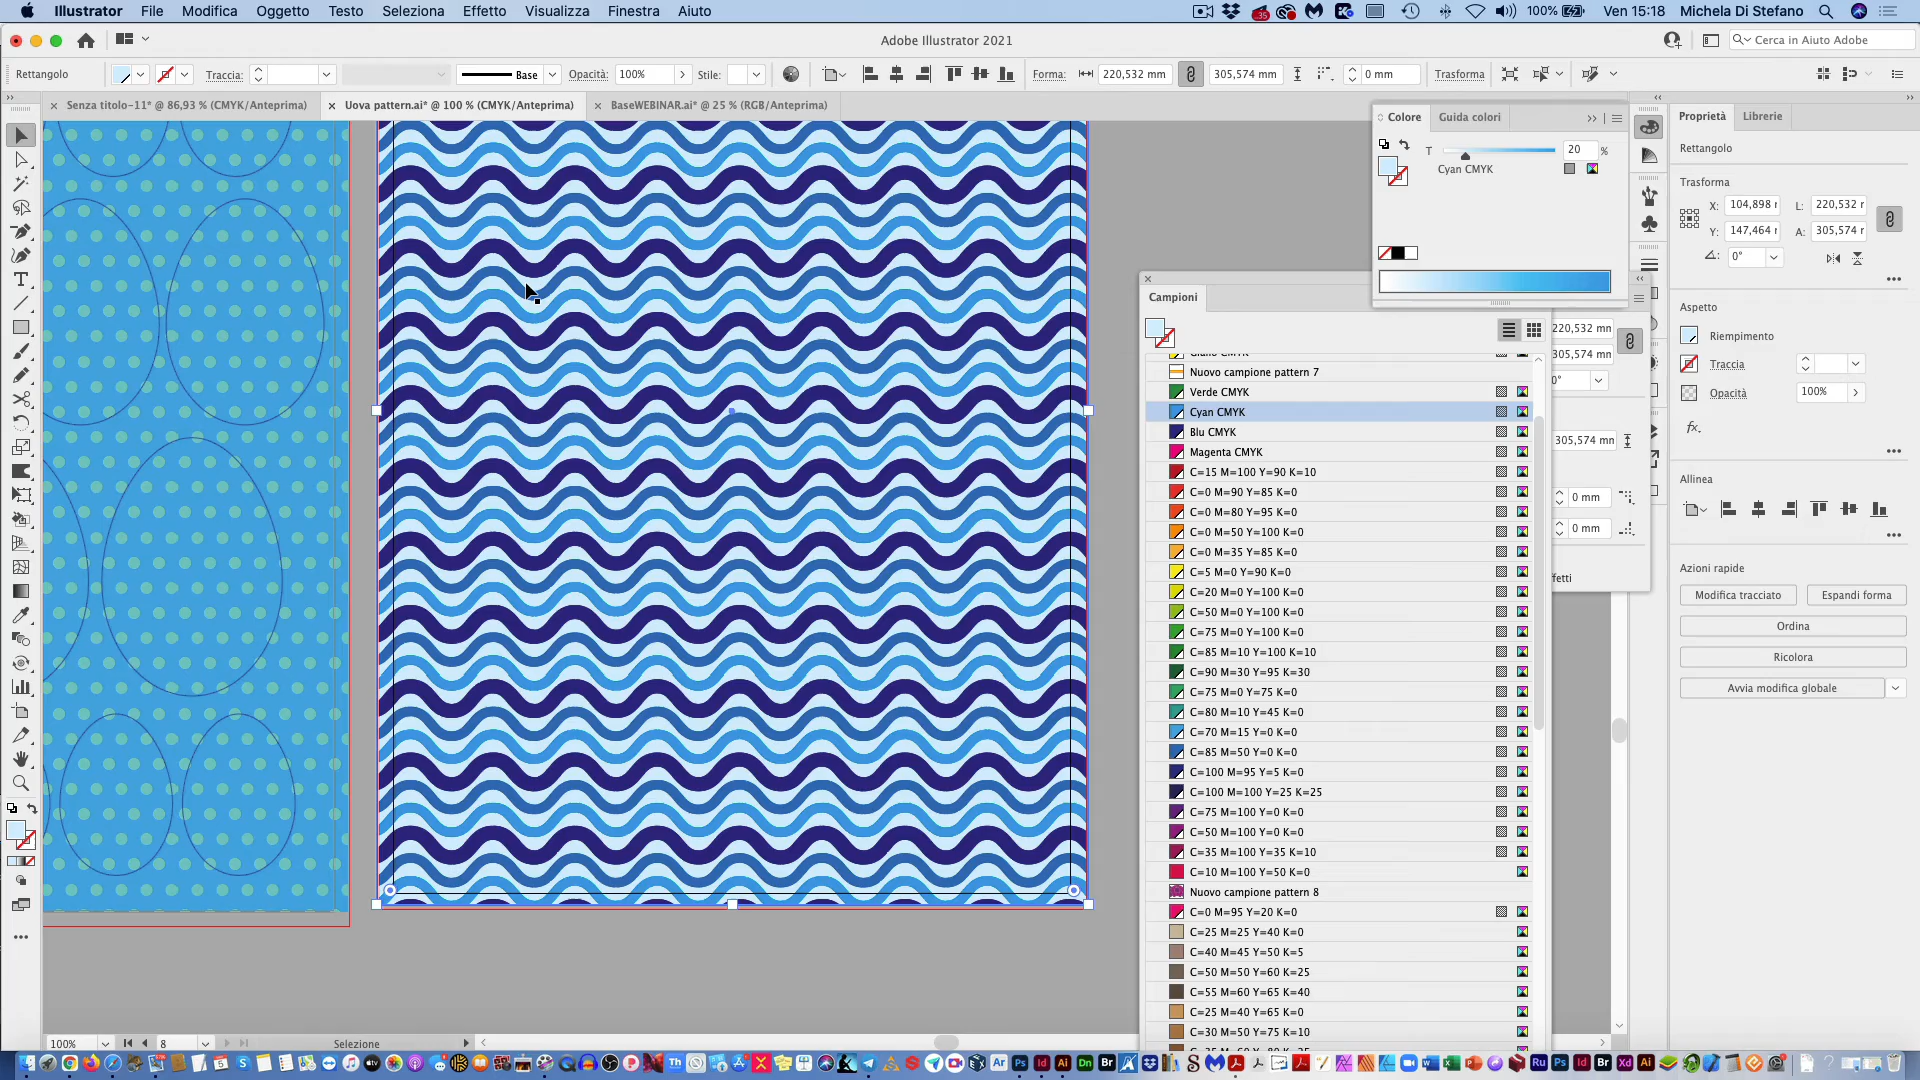 Illustrator File Modifica Oggetto Testo Seleziona Effetto Visualizza Finestra Aiuto 100% Ven 15:18 Michela Di Stefano
Adobe Illustrator 2021 Cerca in Aiuto Adobe
Rettangolo Traccia: Base Opacità: 100% Stile: Forma: 220,532 mm 305,574 mm 0 mm Trasforma
Senza titolo-11* @ 86,93 % (CMYK/Anteprima) Uova pattern.ai* @ 100 % (CMYK/Anteprima) BaseWEBINAR.ai* @ 25 % (RGB/Anteprima)
Colore Guida colori
T 20 %
Cyan CMYK
Campioni
Giallo CMYK
Nuovo campione pattern 7
Verde CMYK
Cyan CMYK
Blu CMYK
Magenta CMYK
C=15 M=100 Y=90 K=10
C=0 M=90 Y=85 K=0
C=0 M=80 Y=95 K=0
C=0 M=50 Y=100 K=0
C=0 M=35 Y=85 K=0
C=5 M=0 Y=90 K=0
C=20 M=0 Y=100 K=0
C=50 M=0 Y=100 K=0
C=75 M=0 Y=100 K=0
C=85 M=10 Y=100 K=10
C=90 M=30 Y=95 K=30
C=75 M=0 Y=75 K=0
C=80 M=10 Y=45 K=0
C=70 M=15 Y=0 K=0
C=85 M=50 Y=0 K=0
C=100 M=95 Y=5 K=0
C=100 M=100 Y=25 K=25
C=75 M=100 Y=0 K=0
C=50 M=100 Y=0 K=0
C=35 M=100 Y=35 K=10
C=10 M=100 Y=50 K=0
Nuovo campione pattern 8
C=0 M=95 Y=20 K=0
C=25 M=25 Y=40 K=0
C=40 M=45 Y=50 K=5
C=50 M=50 Y=60 K=25
C=55 M=60 Y=65 K=40
C=25 M=40 Y=65 K=0
C=30 M=50 Y=75 K=10
220,532 mm
305,574 mm
0°
305,574 mm
0 mm
0 mm
ffetti
Proprietà Librerie
Rettangolo
Trasforma
X: 104,898 L: 220,532
Y: 147,464 A: 305,574
0°
Aspetto
Riempimento
Traccia
Opacità 100%
fx.
Allinea
Azioni rapide
Modifica tracciato Espandi forma
Ordina
Ricolora
Avvia modifica globale
100% 8 Selezione